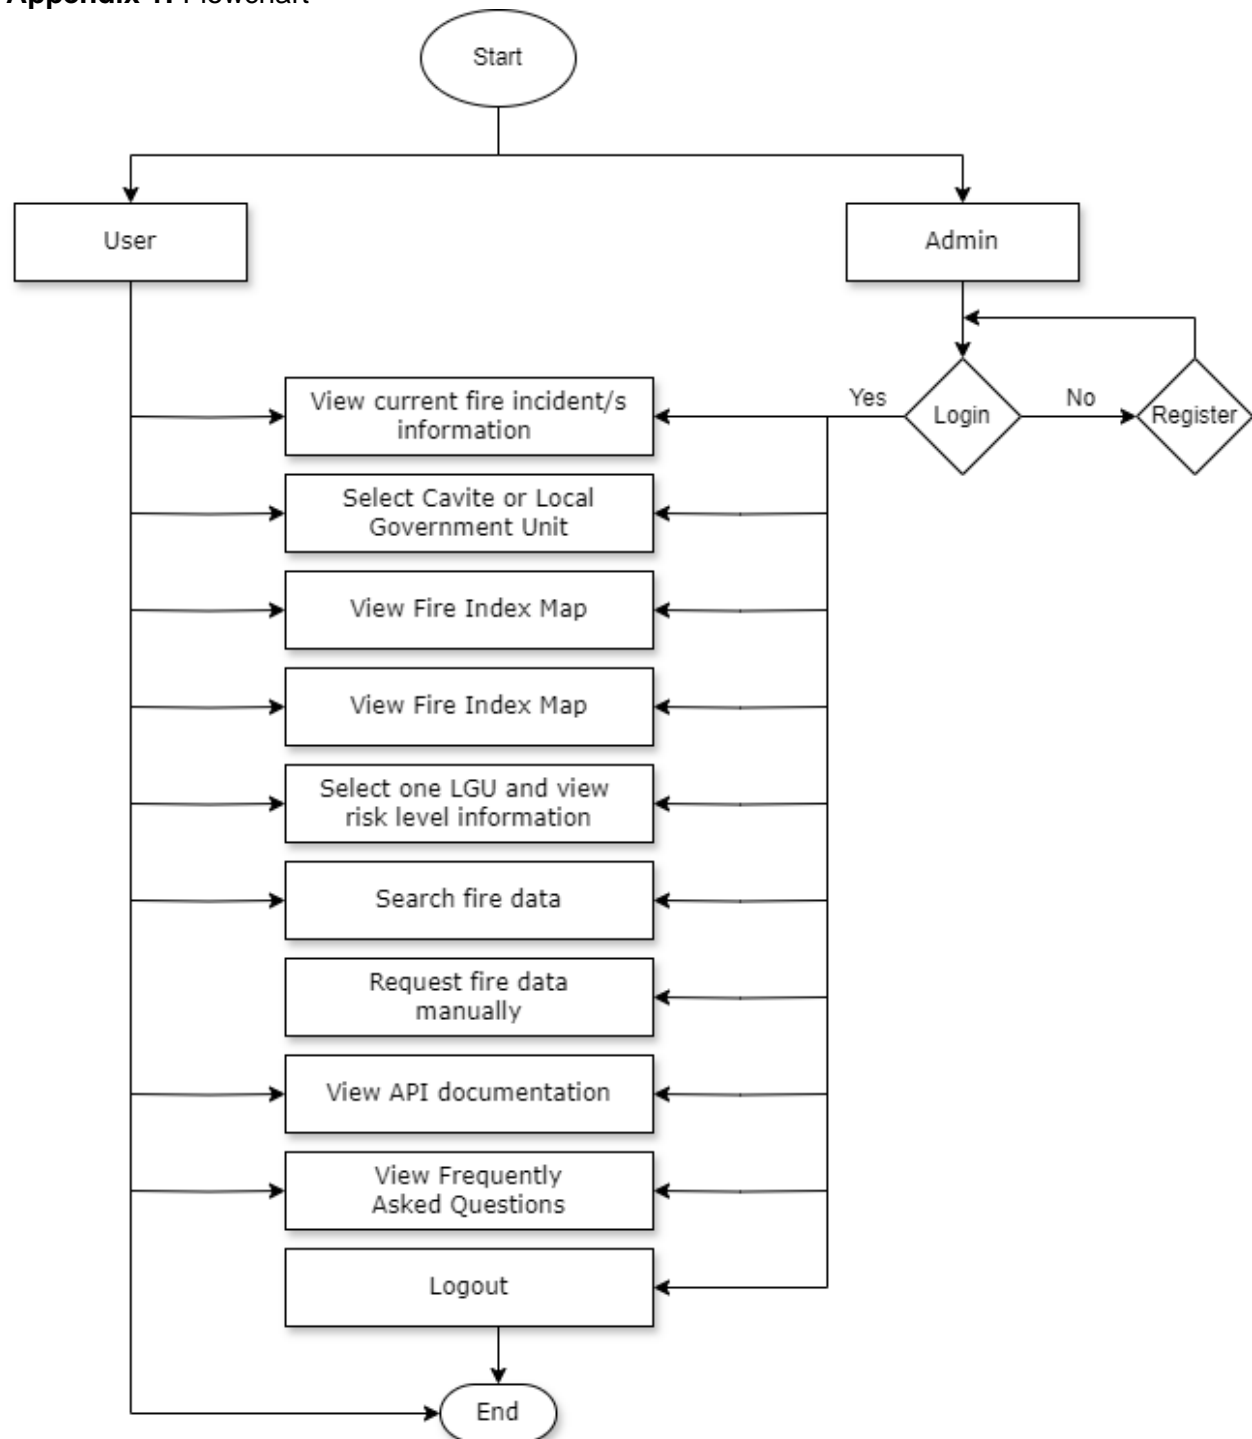 Appendix 1. Flowchart
Start
User
Admin
View current fire incident/s
information
Yes
Login
No
Register
Select Cavite or Local
Government Unit
View Fire Index Map
View Fire Index Map
Select one LGU and view
risk level information
Search fire data
Request fire data
manually
View API documentation
View Frequently
Asked Questions
Logout
End